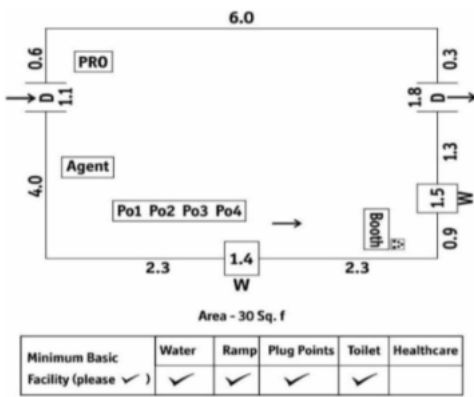 6.0
0.6
PRO
0.3
D
1.1
1.8
D
Agent
4.0
1.3
1.5
W
Po1 Po2 Po3 Po4
Booth
0.9
2.3
1.4
2.3
W
Area - 30 Sq. f
Minimum Basic Facility (please ✓ )
Water
Ramp
Plug Points
Toilet
Healthcare
✓ ✓ ✓ ✓